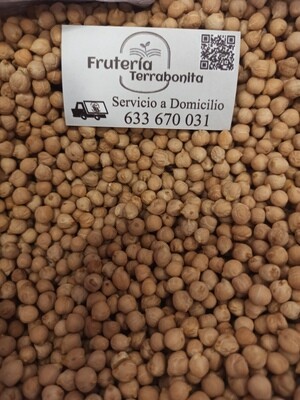 Frutería
Terrabonita
Servicio a Domicilio
633 670 031